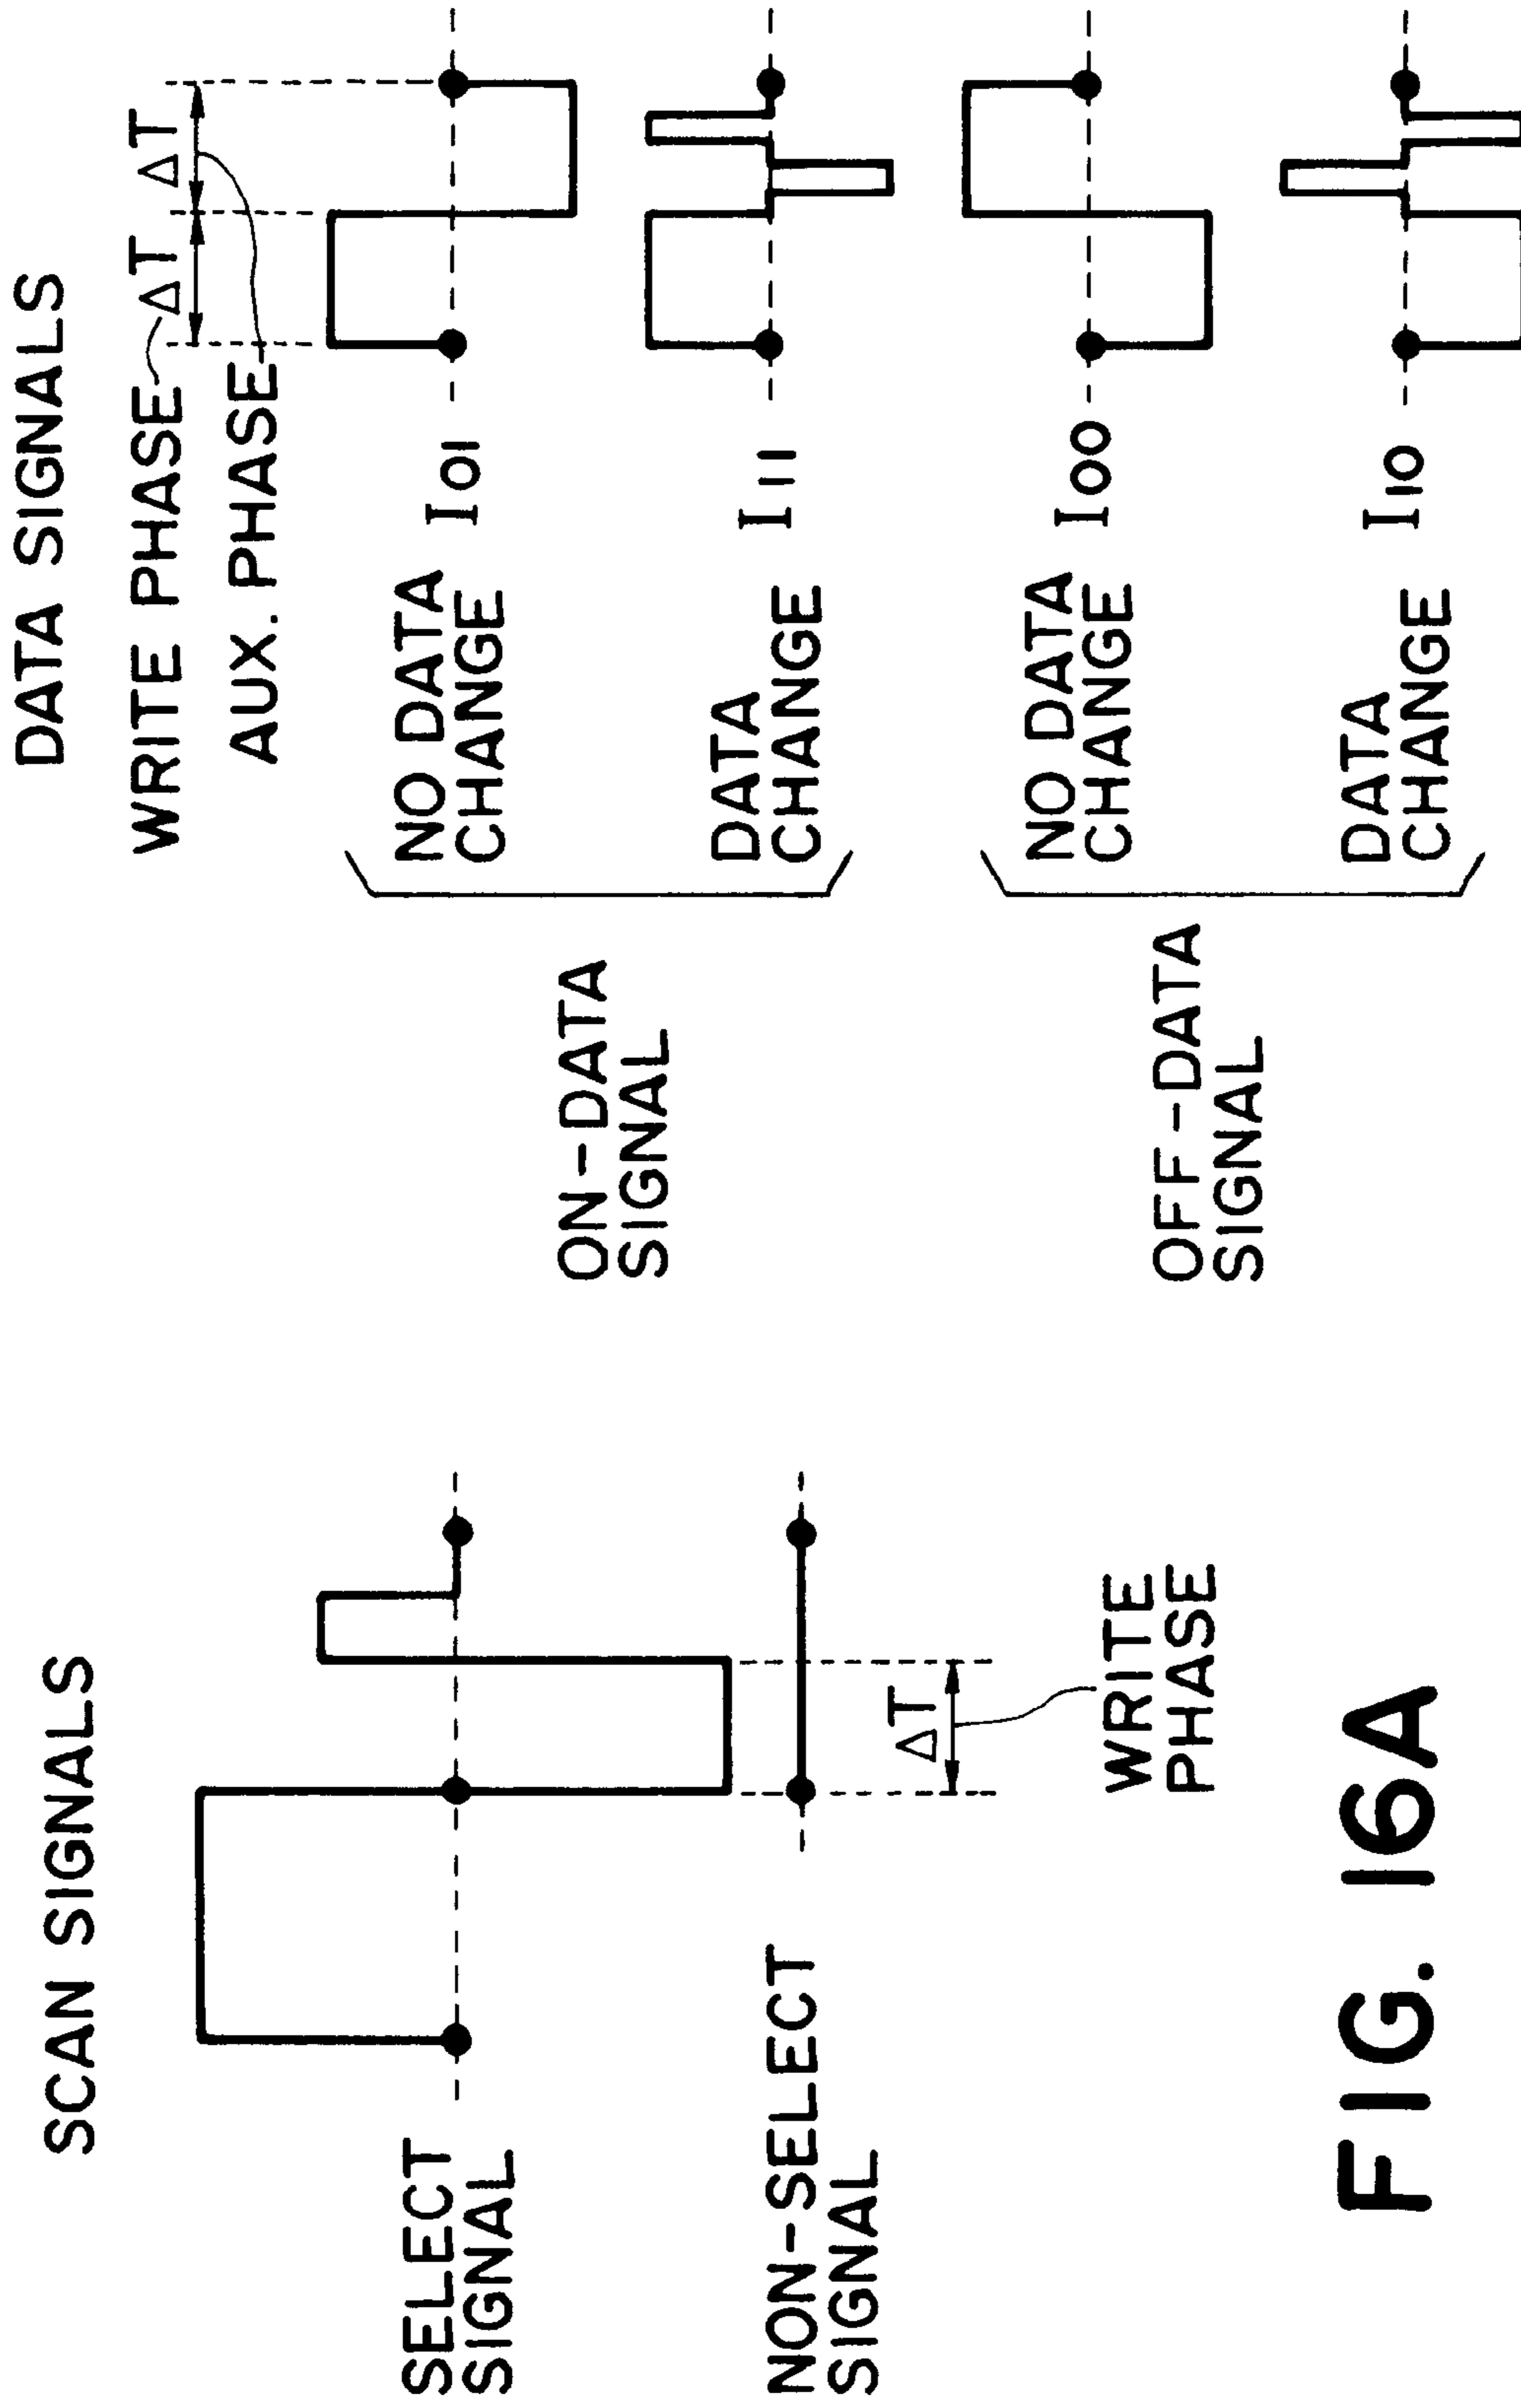 SCAN SIGNALS
SELECT
SIGNAL
NON-SELECT
SIGNAL
ΔT
WRITE
PHASE
DATA SIGNALS
WRITE PHASE ΔT ΔT
AUX. PHASE
ON-DATA
SIGNAL
NO DATA
CHANGE
I01
DATA
CHANGE
I11
OFF-DATA
SIGNAL
NO DATA
CHANGE
I00
DATA
CHANGE
I10
FIG. 16A